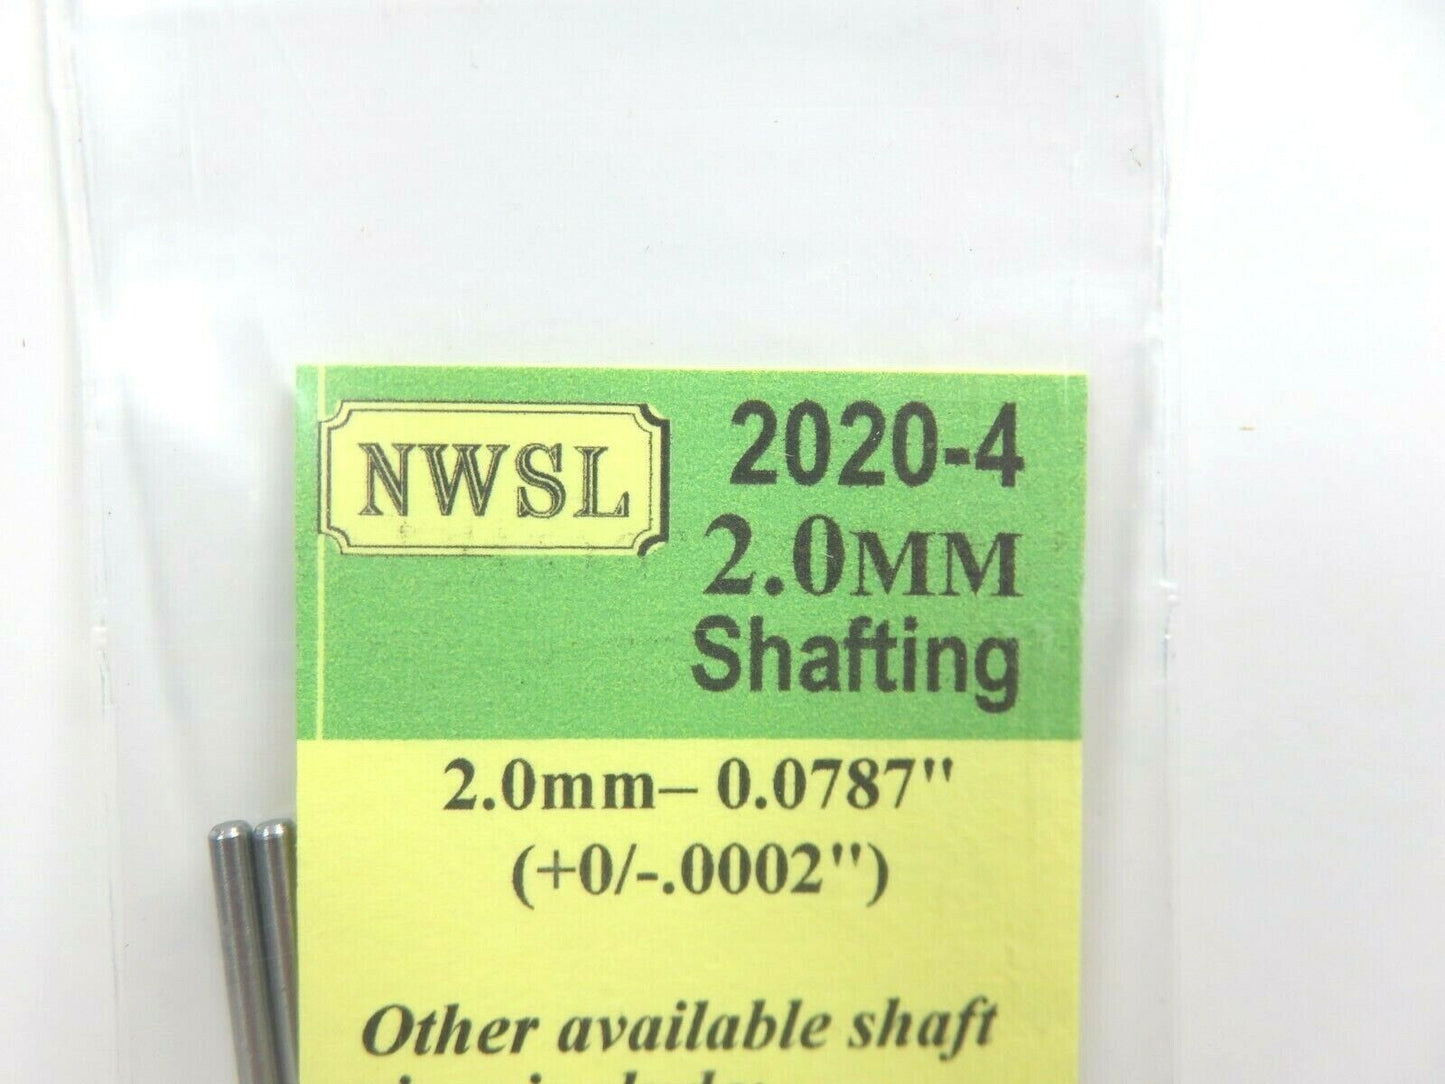 NWSL
2020-4
2.0MM
Shafting
2.0mm– 0.0787"
(+0/-.0002")
Other available shaft